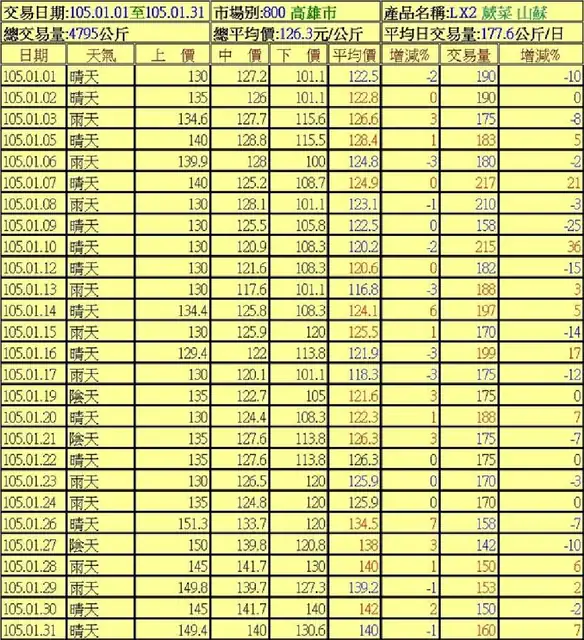 交易日期:105.01.01至105.01.31 市場別:800 高雄市 產品名稱:LX2 蕨菜 山蘇
總交易量:4795公斤 總平均價:126.3元/公斤 平均日交易量:177.6公斤/日
日期 天氣 上價 中價 下價 平均價 增減% 交易量 增減%
105.01.01 晴天 130 127.2 101.1 122.5 -2 190 -10
105.01.02 晴天 135 126 101.1 122.8 0 190 0
105.01.03 雨天 134.6 127.7 115.6 126.6 3 175 -8
105.01.05 晴天 140 128.8 115.5 128.4 1 183 5
105.01.06 雨天 139.9 128 100 124.8 -3 180 -2
105.01.07 晴天 140 125.2 108.7 124.9 0 217 21
105.01.08 雨天 130 128.1 101.1 123.1 -1 210 -3
105.01.09 晴天 130 125.5 105.8 122.5 0 158 -25
105.01.10 晴天 130 120.9 108.3 120.2 -2 215 36
105.01.12 晴天 130 121.6 108.3 120.6 0 182 -15
105.01.13 雨天 130 117.6 101.1 116.8 -3 188 3
105.01.14 晴天 134.4 125.8 108.3 124.1 6 197 5
105.01.15 雨天 130 125.9 120 125.5 1 170 -14
105.01.16 晴天 129.4 122 113.8 121.9 -3 199 17
105.01.17 雨天 130 120.1 101.1 118.3 -3 175 -12
105.01.19 陰天 135 122.7 105 121.6 3 175 0
105.01.20 晴天 130 124.4 108.3 122.3 1 188 7
105.01.21 陰天 135 127.6 113.8 126.3 3 175 -7
105.01.22 晴天 135 127.6 113.8 126.3 0 175 0
105.01.23 雨天 130 126.5 120 125.9 0 170 -3
105.01.24 雨天 135 124.8 120 125.9 0 170 0
105.01.26 晴天 151.3 133.7 120 134.5 7 158 -7
105.01.27 陰天 150 139.8 120.8 138 3 142 -10
105.01.28 雨天 145 141.7 130 140 1 150 6
105.01.29 雨天 149.8 139.7 127.3 139.2 -1 153 2
105.01.30 晴天 145 141.7 140 142 2 150 -2
105.01.31 晴天 149.4 140 130.6 140 -1 160 7